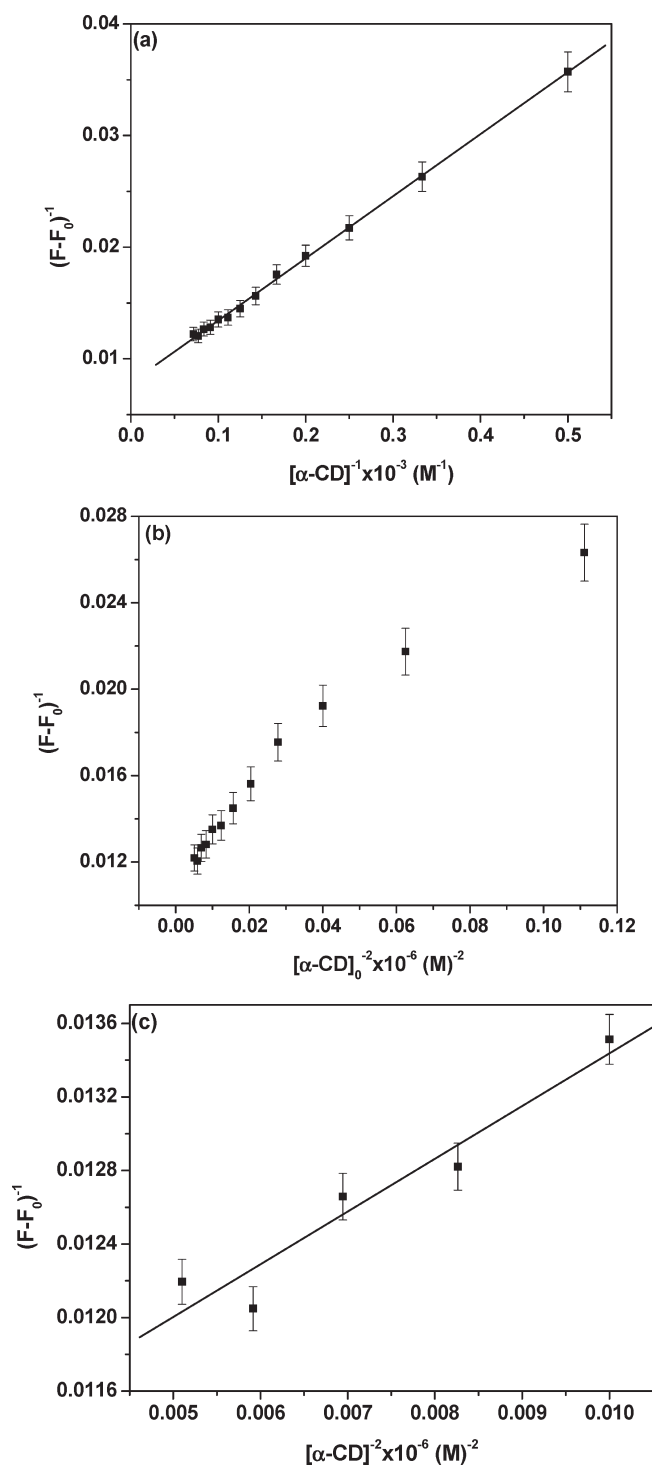 (a)
0.04
0.03
0.02
0.01
(F-F₀)⁻¹
0.0 0.1 0.2 0.3 0.4 0.5
[α-CD]⁻¹x10⁻³ (M⁻¹)
(b)
0.028
0.024
0.020
0.016
0.012
(F-F₀)⁻¹
0.00 0.02 0.04 0.06 0.08 0.10 0.12
[α-CD]₀⁻²x10⁻⁶ (M)⁻²
(c)
0.0136
0.0132
0.0128
0.0124
0.0120
0.0116
(F-F₀)⁻¹
0.005 0.006 0.007 0.008 0.009 0.010
[α-CD]⁻²x10⁻⁶ (M)⁻²